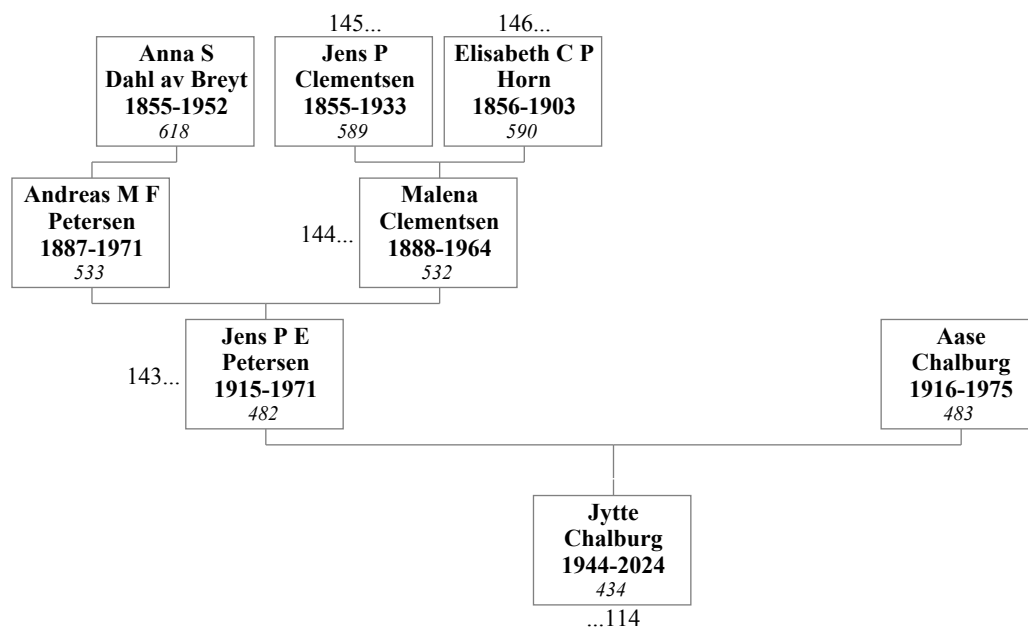 145...
146...
Anna S
Dahl av Breyt
1855-1952
618
Jens P
Clementsen
1855-1933
589
Elisabeth C P
Horn
1856-1903
590
Andreas M F
Petersen
1887-1971
533
144...
Malena
Clementsen
1888-1964
532
143...
Jens P E
Petersen
1915-1971
482
Aase
Chalburg
1916-1975
483
Jytte
Chalburg
1944-2024
434
...114